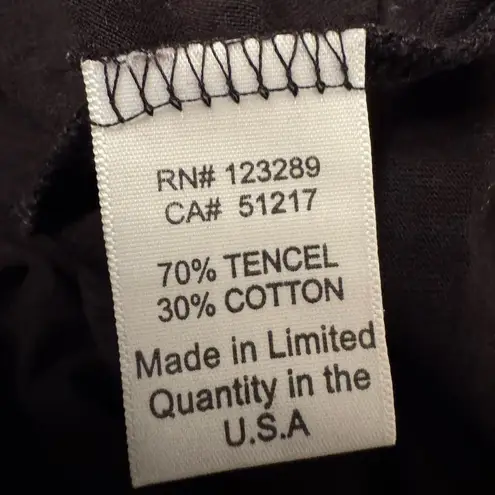 RN# 123289
CA# 51217
70% TENCEL
30% COTTON
Made in Limited
Quantity in the
U.S.A